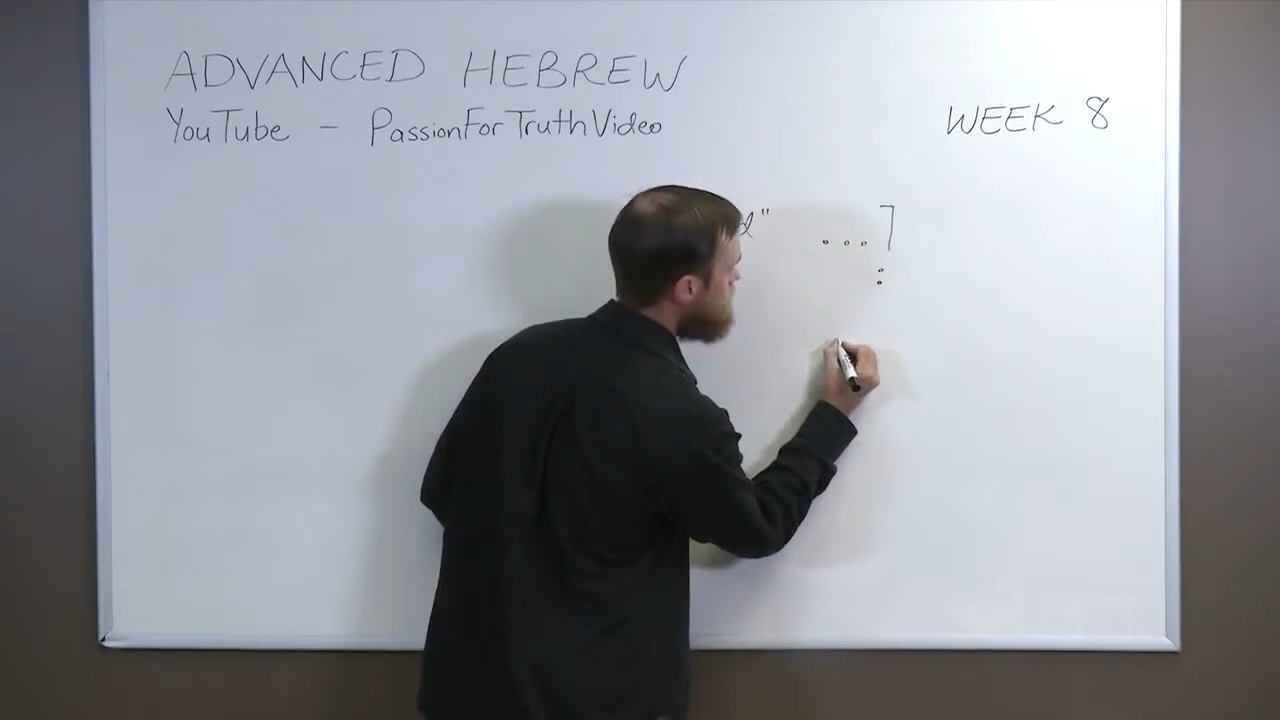 ADVANCED HEBREW
YouTube - PassionForTruthVideo
WEEK 8
d" וְ...